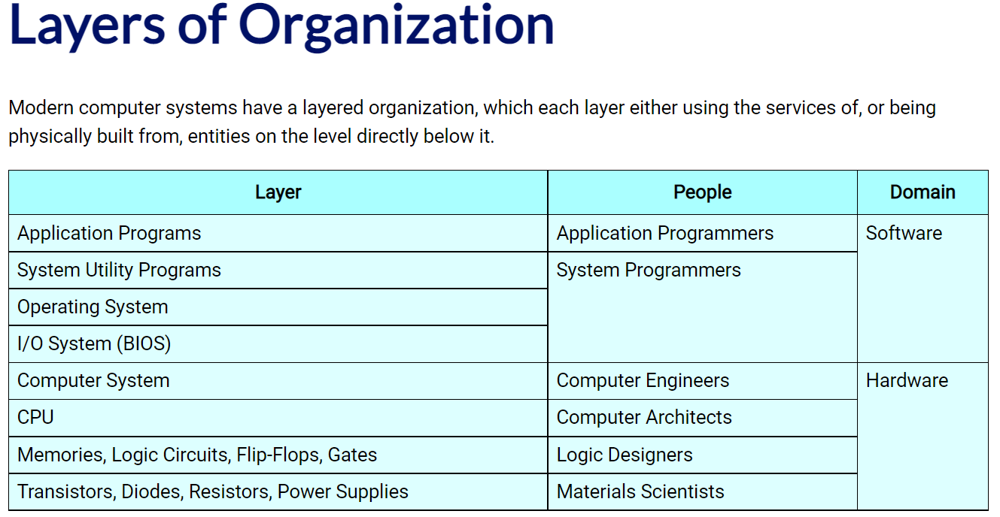 Layers of Organization
Modern computer systems have a layered organization, which each layer either using the services of, or being
physically built from, entities on the level directly below it.
Layer People Domain
Application Programs Application Programmers Software
System Utility Programs System Programmers
Operating System
I/O System (BIOS)
Computer System Computer Engineers Hardware
CPU Computer Architects
Memories, Logic Circuits, Flip-Flops, Gates Logic Designers
Transistors, Diodes, Resistors, Power Supplies Materials Scientists